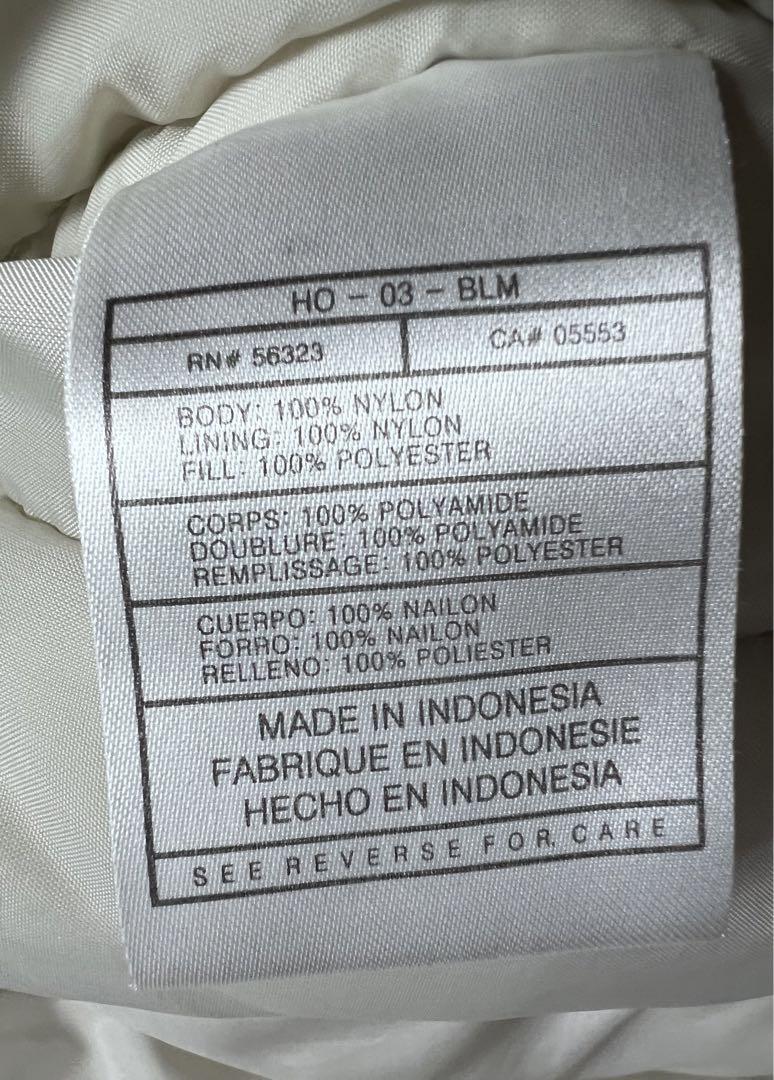 HO - 03 - BLM
RN# 56323 CA# 05553
BODY: 100% NYLON
LINING: 100% NYLON
FILL: 100% POLYESTER
CORPS: 100% POLYAMIDE
DOUBLURE: 100% POLYAMIDE
REMPLISSAGE: 100% POLYESTER
CUERPO: 100% NAILON
FORRO: 100% NAILON
RELLENO: 100% POLIESTER
MADE IN INDONESIA
FABRIQUE EN INDONESIE
HECHO EN INDONESIA
SEE REVERSE FOR CARE